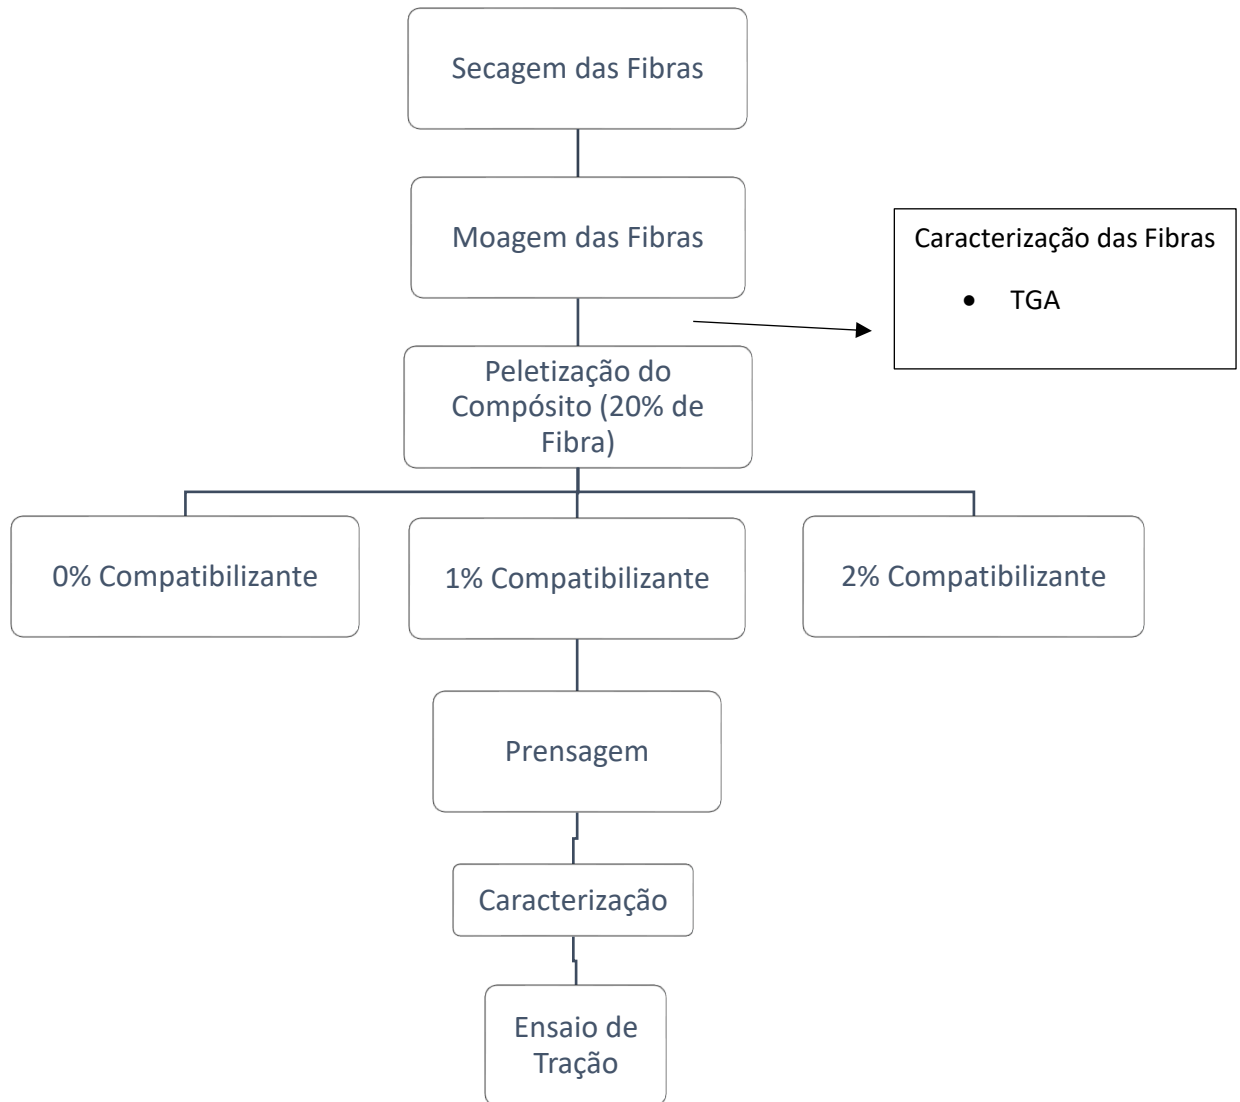 Secagem das Fibras
Moagem das Fibras
Caracterização das Fibras
• TGA
Peletização do
Compósito (20% de
Fibra)
0% Compatibilizante
1% Compatibilizante
2% Compatibilizante
Prensagem
Caracterização
Ensaio de
Tração